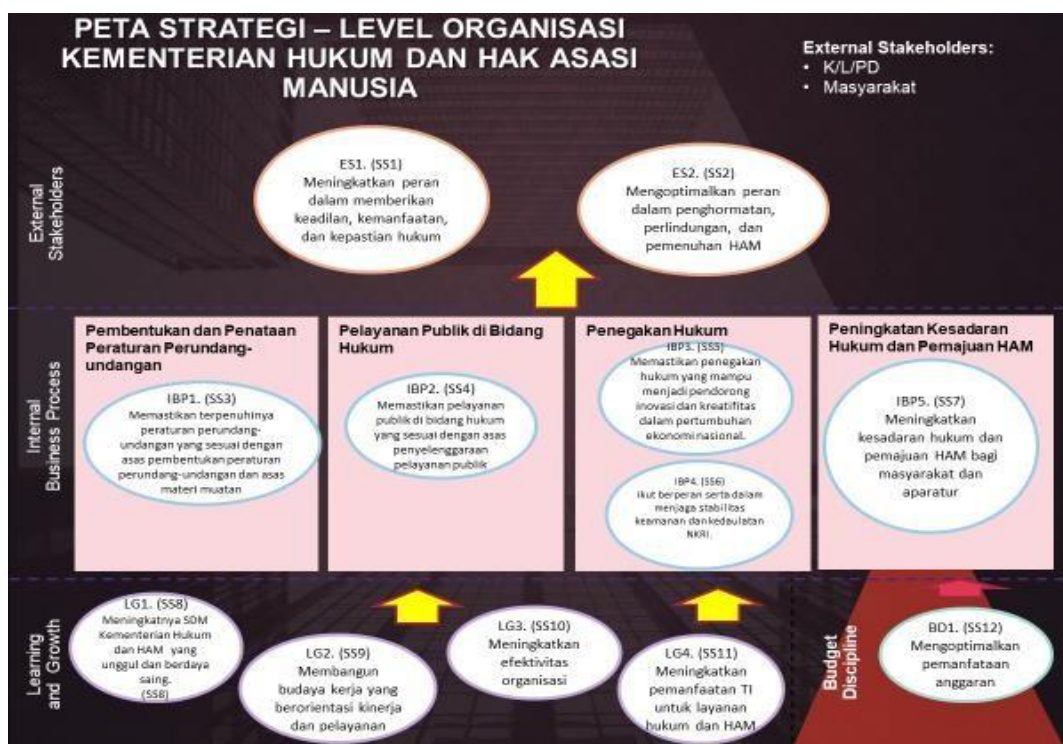 PETA STRATEGI – LEVEL ORGANISASI
KEMENTERIAN HUKUM DAN HAK ASASI
MANUSIA
External Stakeholders:
• K/L/PD
• Masyarakat
External
Stakeholders
ES1. (SS1)
Meningkatkan peran
dalam memberikan
keadilan, kemanfaatan,
dan kepastian hukum
ES2. (SS2)
Mengoptimalkan peran
dalam penghormatan,
perlindungan, dan
pemenuhan HAM
Internal
Business Process
Pembentukan dan Penataan
Peraturan Perundang-
undangan
IBP1. (SS3)
Memastikan terpenuhinya
peraturan perundang-
undangan yang sesuai dengan
asas pembentukan peraturan
perundang-undangan dan asas
materi muatan
Pelayanan Publik di Bidang
Hukum
IBP2. (SS4)
Memastikan pelayanan
publik di bidang hukum
yang sesuai dengan asas
penyelenggaraan
pelayanan publik
Penegakan Hukum
IBP3. (SS5)
Memastikan penegakan
hukum yang mampu
menjadi pendorong
inovasi dan kreatifitas
dalam pertumbuhan
ekonomi nasional.
IBP4. (SS6)
Ikut berperan serta dalam
menjaga stabilitas
keamanan dan kedaulatan
NKRI.
Peningkatan Kesadaran
Hukum dan Pemajuan HAM
IBP5. (SS7)
Meningkatkan
kesadaran hukum dan
pemajuan HAM bagi
masyarakat dan
aparatur
Learning
and Growth
LG1. (SS8)
Meningkatnya SDM
Kementerian Hukum
dan HAM yang
unggul dan berdaya
saing.
(SS8)
LG2. (SS9)
Membangun
budaya kerja yang
berorientasi kinerja
dan pelayanan
LG3. (SS10)
Meningkatkan
efektivitas
organisasi
LG4. (SS11)
Meningkatkan
pemanfaatan TI
untuk layanan
hukum dan HAM
Budget
Discipline
BD1. (SS12)
Mengoptimalkan
pemanfataan
anggaran